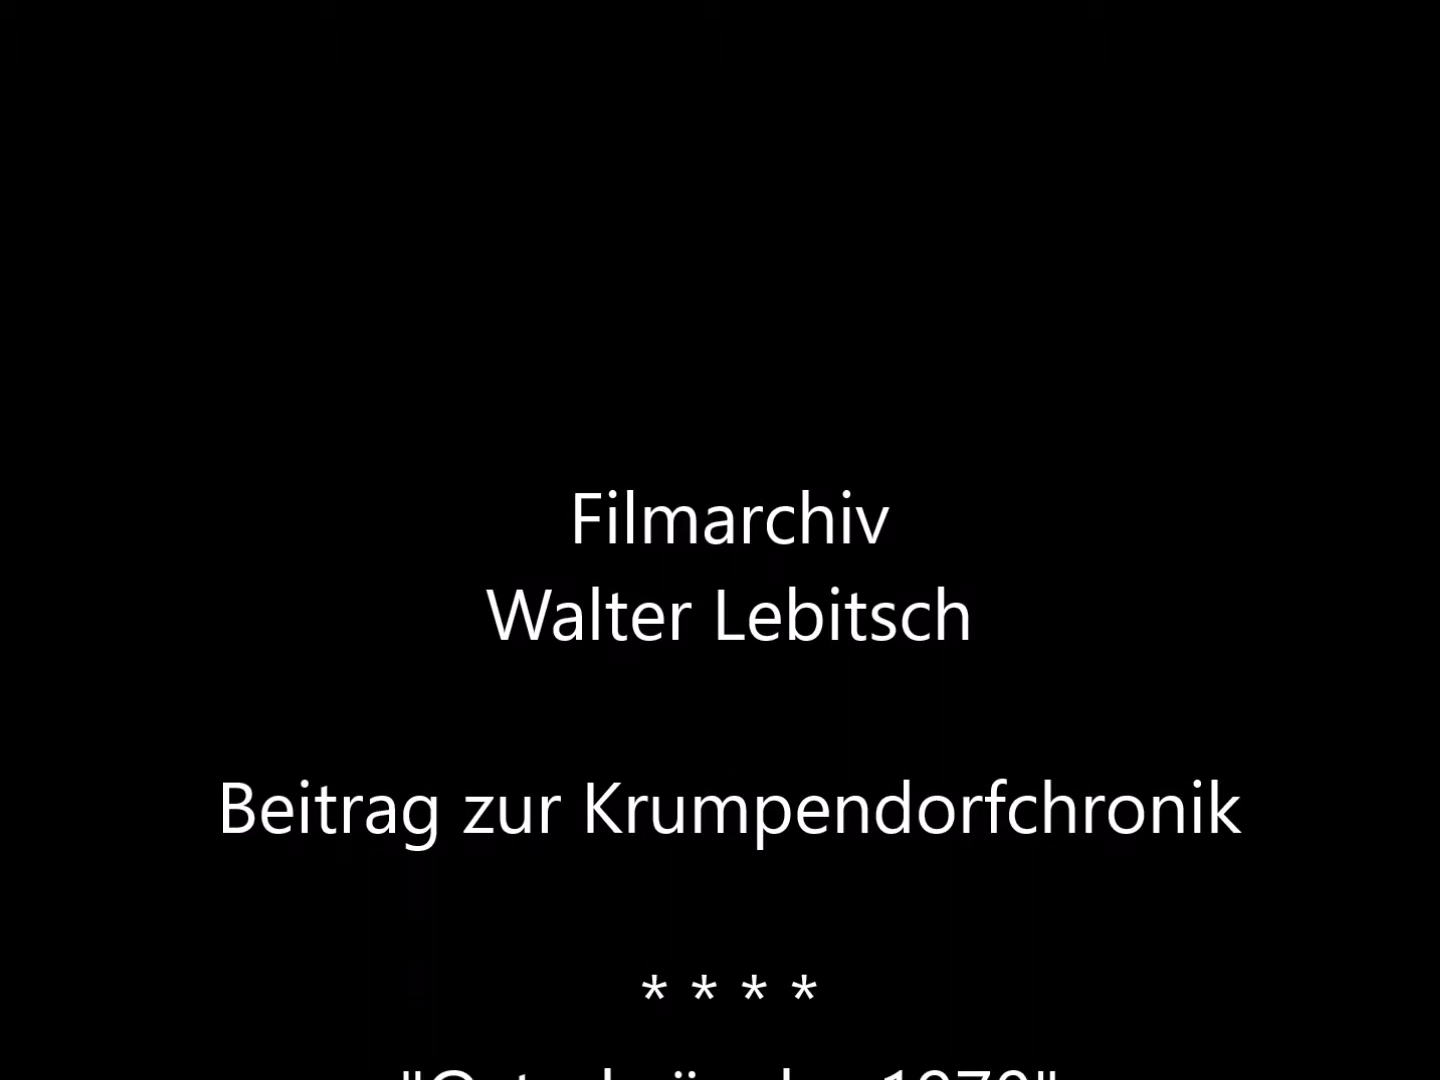 Filmarchiv
Walter Lebitsch
Beitrag zur Krumpendorfchronik
* * * *